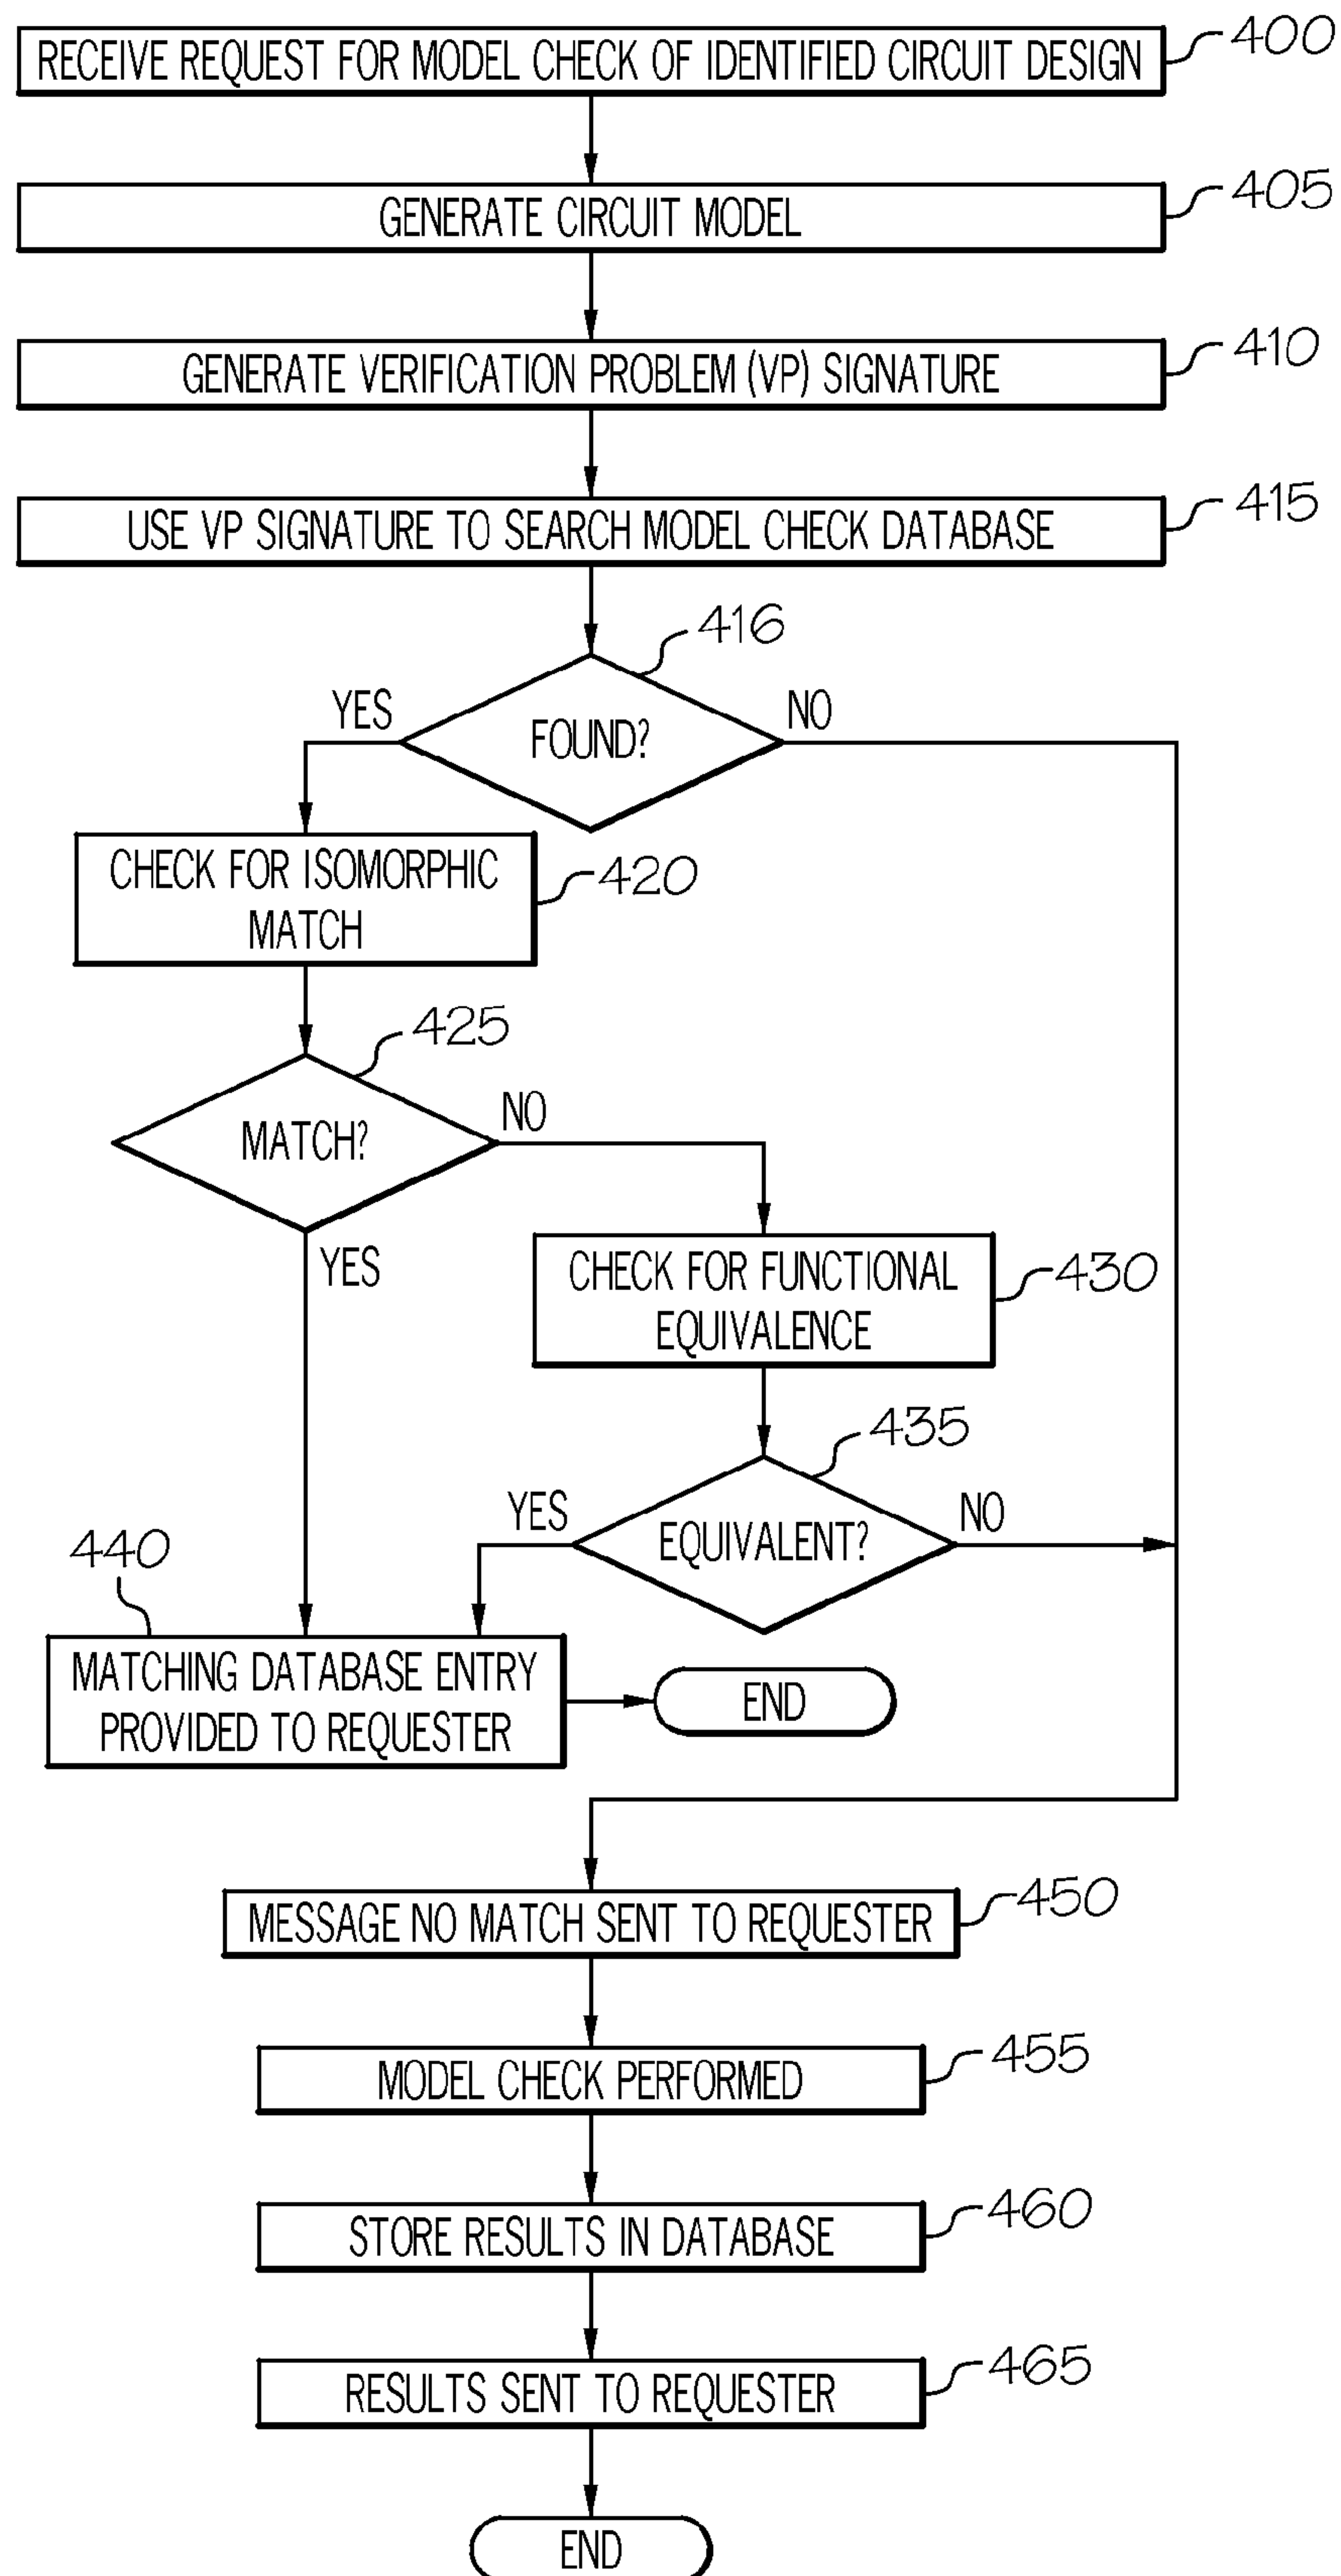 RECEIVE REQUEST FOR MODEL CHECK OF IDENTIFIED CIRCUIT DESIGN
400
GENERATE CIRCUIT MODEL
405
GENERATE VERIFICATION PROBLEM (VP) SIGNATURE
410
USE VP SIGNATURE TO SEARCH MODEL CHECK DATABASE
415
416
YES
FOUND?
NO
CHECK FOR ISOMORPHIC
MATCH
420
425
MATCH?
NO
YES
CHECK FOR FUNCTIONAL
EQUIVALENCE
430
435
YES
EQUIVALENT?
NO
440
MATCHING DATABASE ENTRY
PROVIDED TO REQUESTER
END
MESSAGE NO MATCH SENT TO REQUESTER
450
MODEL CHECK PERFORMED
455
STORE RESULTS IN DATABASE
460
RESULTS SENT TO REQUESTER
465
END